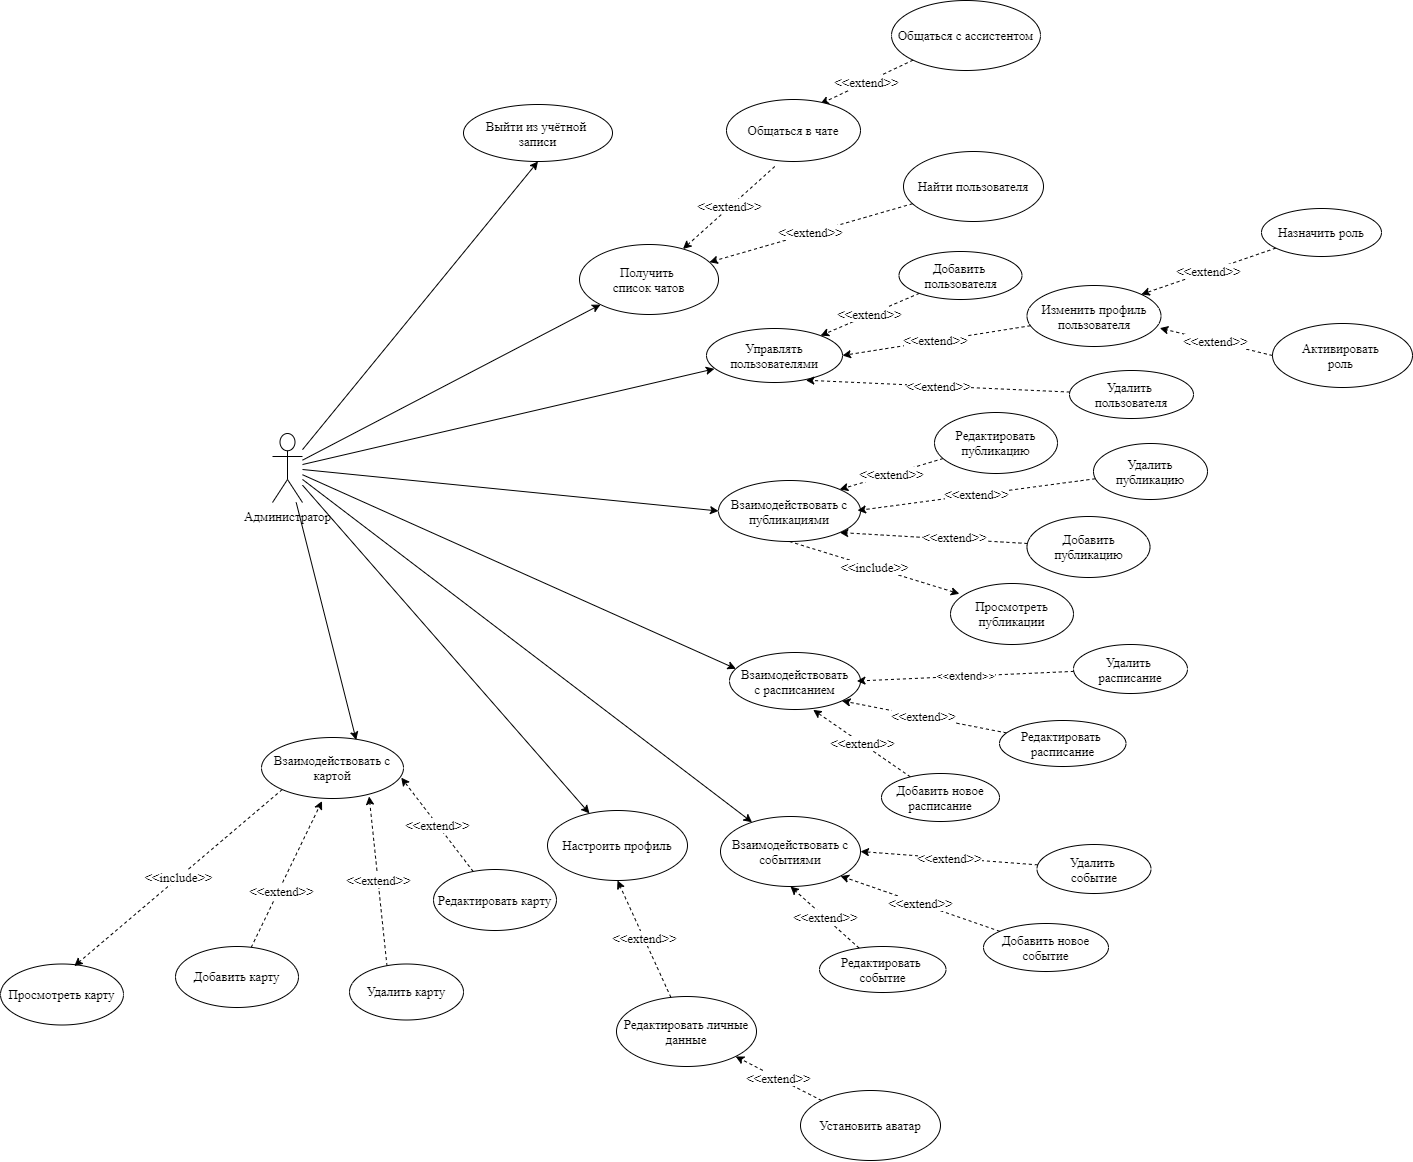 Общаться с ассистентом
<<extend>>
Выйти из учётной
записи
Общаться в чате
Найти пользователя
<<extend>>
<<extend>>
Назначить роль
Получить
список чатов
Добавить
пользователя
<<extend>>
<<extend>>
Изменить профиль
пользователя
Управлять
пользователями
<<extend>>
<<extend>>
Активировать
роль
<<extend>>
Удалить
пользователя
Редактировать
публикацию
<<extend>>
Удалить
публикацию
<<extend>>
Взаимодействовать с
публикациями
Администратор
<<extend>>
Добавить
публикацию
<<include>>
Просмотреть
публикации
Взаимодействовать
с расписанием
<<extend>>
Удалить
расписание
<<extend>>
Редактировать
расписание
<<extend>>
Добавить новое
расписание
Взаимодействовать с
картой
<<extend>>
Настроить профиль
Взаимодействовать с
событиями
<<extend>>
Удалить
событие
<<include>>
<<extend>>
<<extend>>
Редактировать карту
<<extend>>
<<extend>>
Добавить новое
событие
<<extend>>
Редактировать
событие
Просмотреть карту
Добавить карту
Удалить карту
Редактировать личные
данные
<<extend>>
Установить аватар